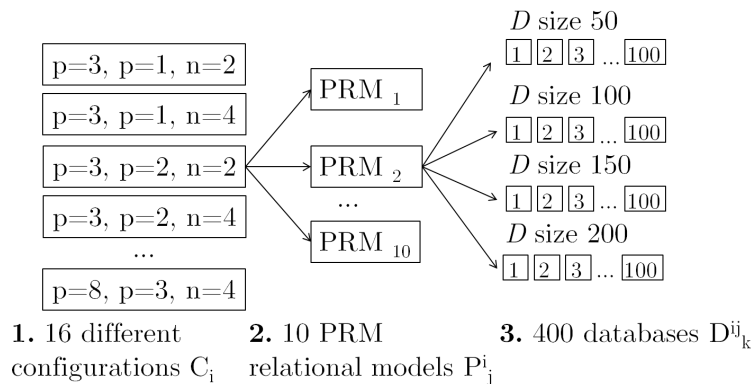 p=3, p=1, n=2
p=3, p=1, n=4
p=3, p=2, n=2
p=3, p=2, n=4
...
p=8, p=3, n=4
PRM 1
PRM 2
...
PRM 10
D size 50
1 2 3 ... 100
D size 100
1 2 3 ... 100
D size 150
1 2 3 ... 100
D size 200
1 2 3 ... 100
1. 16 different
configurations C_i
2. 10 PRM
relational models P^i_j
3. 400 databases D^ij_k